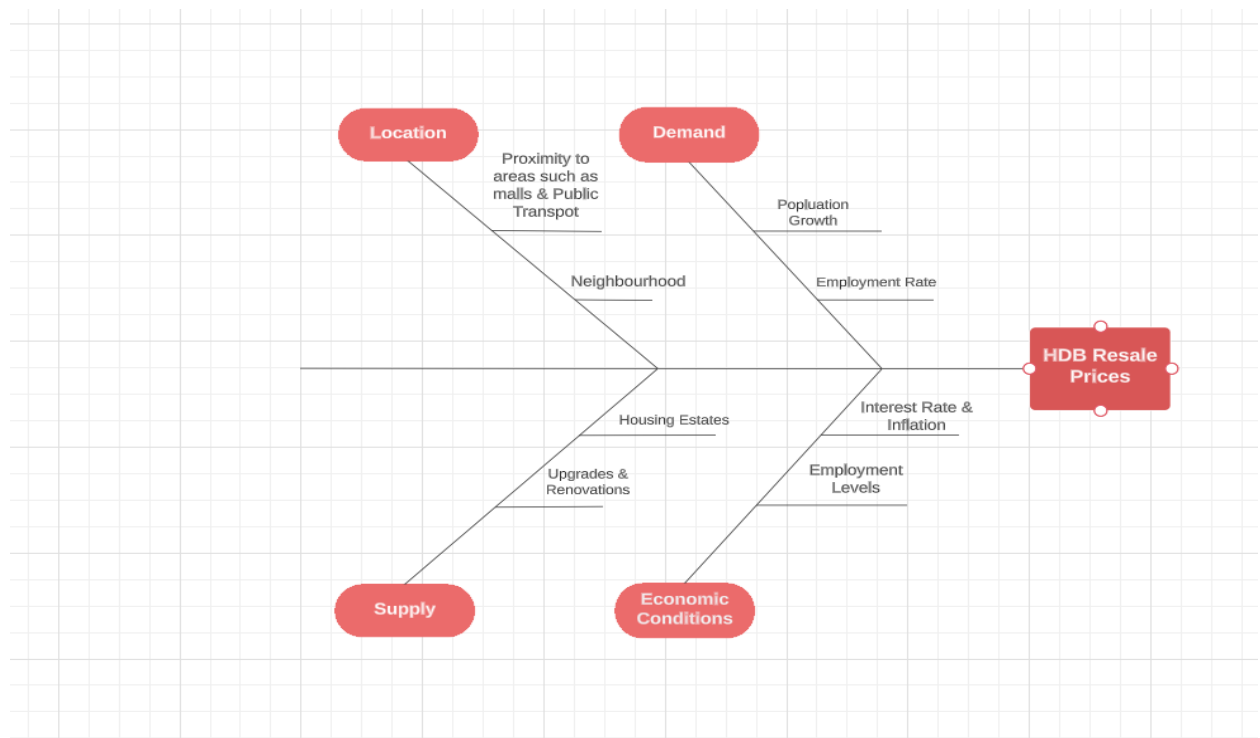 Location
Demand
Proximity to
areas such as
malls & Public
Transpot
Popluation
Growth
Neighbourhood
Employment Rate
HDB Resale
Prices
Housing Estates
Interest Rate &
Inflation
Upgrades &
Renovations
Employment
Levels
Supply
Economic
Conditions